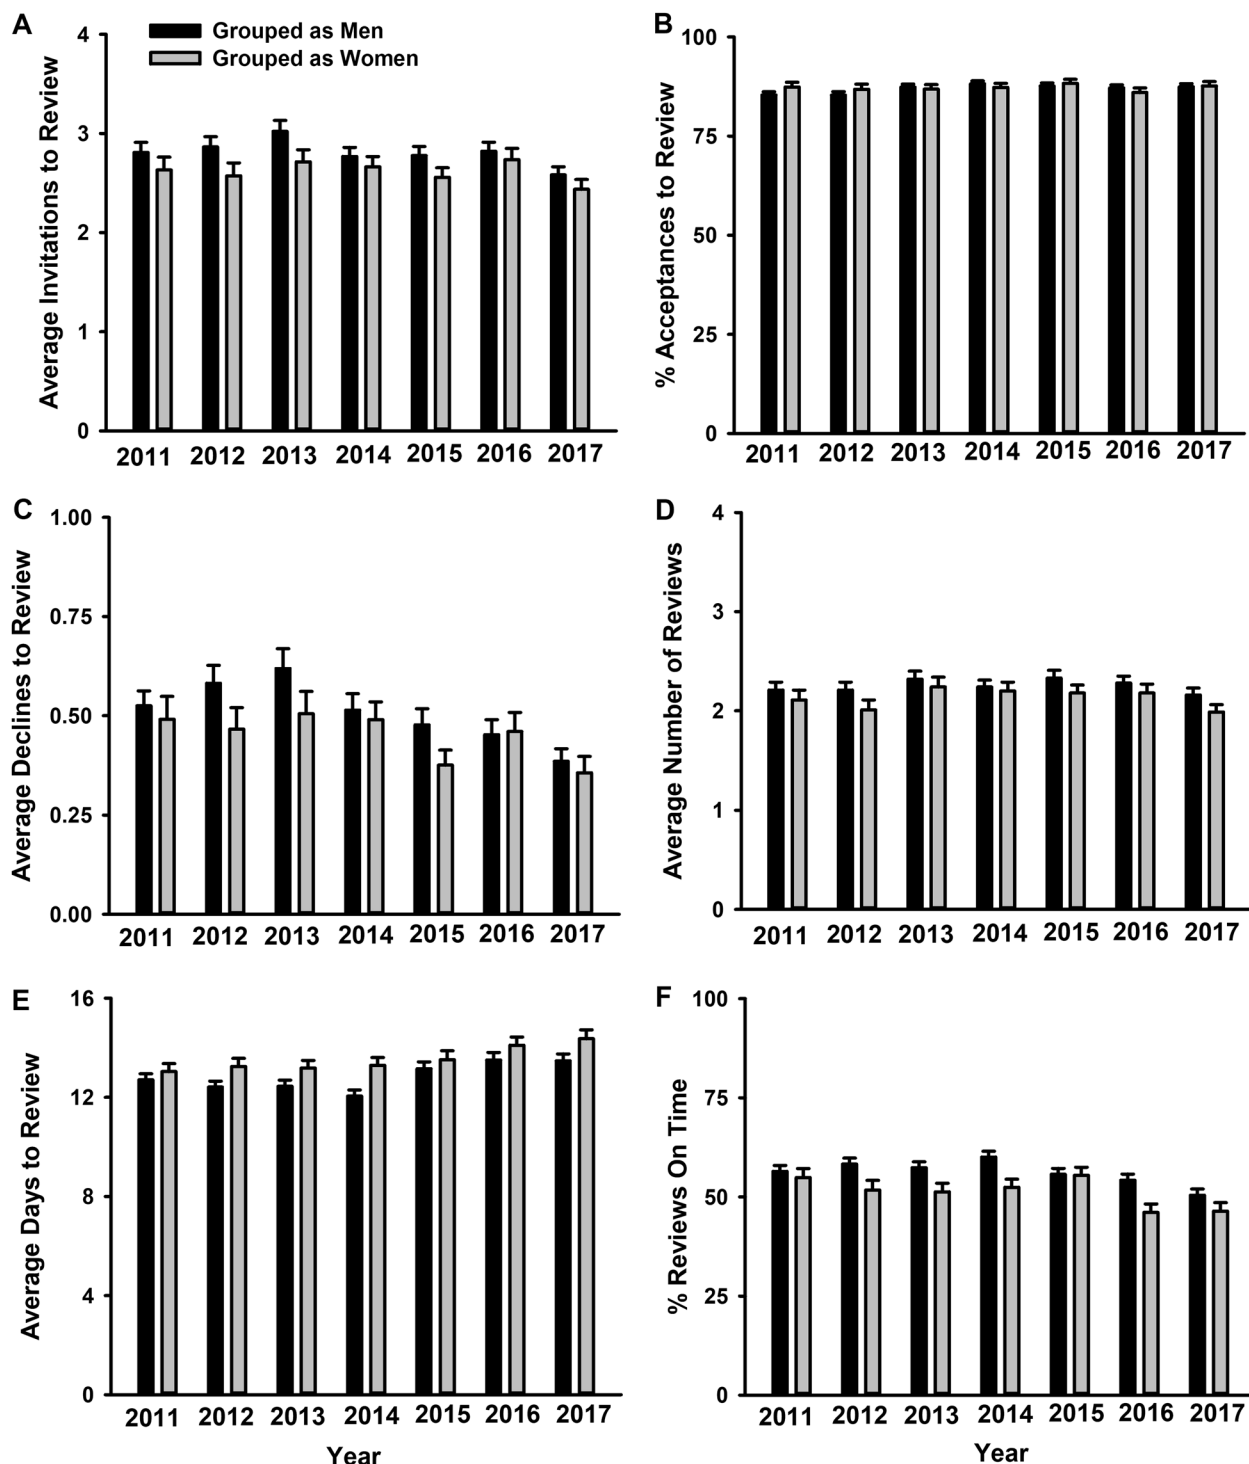 A
Grouped as Men
Grouped as Women
Average Invitations to Review
4
3
2
1
0
2011 2012 2013 2014 2015 2016 2017
B
% Acceptances to Review
100
75
50
25
0
2011 2012 2013 2014 2015 2016 2017
C
Average Declines to Review
1.00
0.75
0.50
0.25
0.00
2011 2012 2013 2014 2015 2016 2017
D
Average Number of Reviews
4
3
2
1
0
2011 2012 2013 2014 2015 2016 2017
E
Average Days to Review
16
12
8
4
0
2011 2012 2013 2014 2015 2016 2017
Year
F
% Reviews On Time
100
75
50
25
0
2011 2012 2013 2014 2015 2016 2017
Year